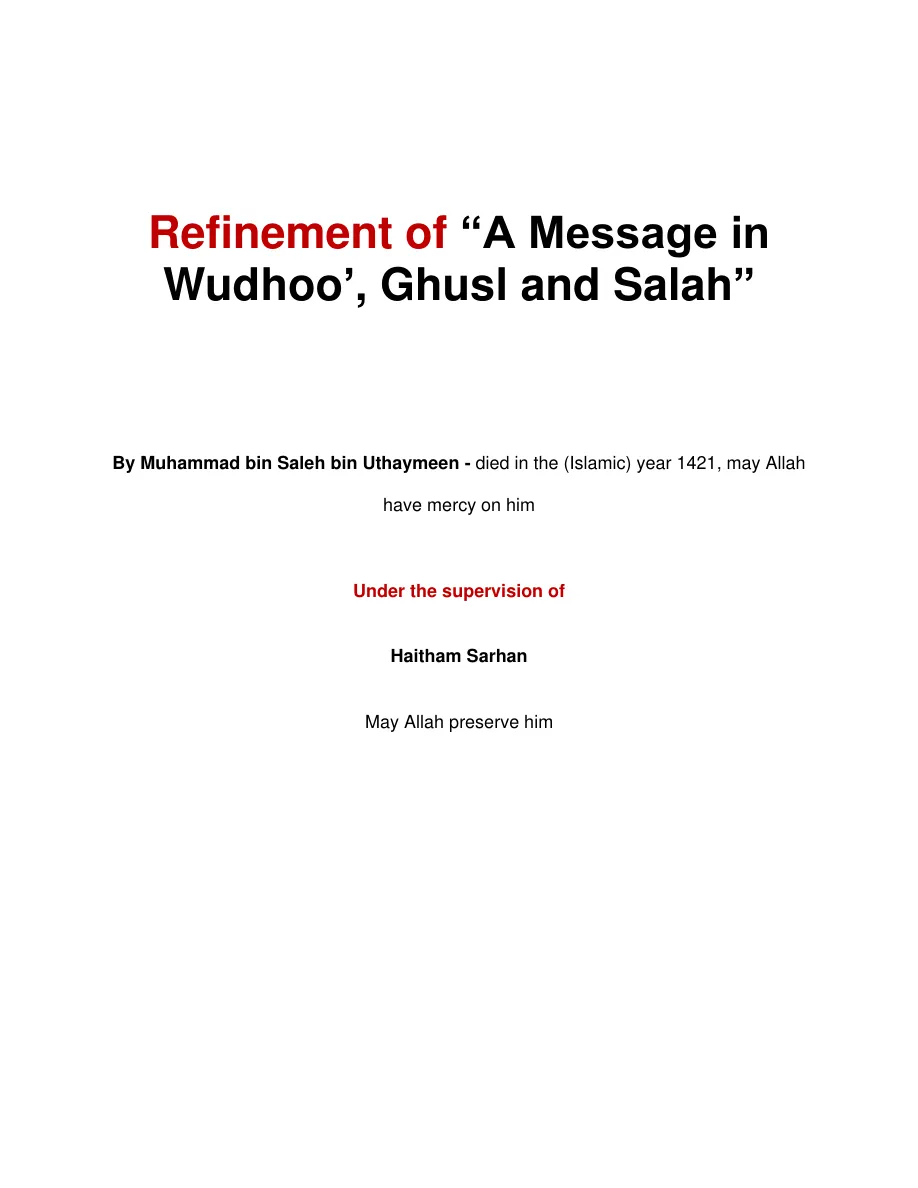 Refinement of “A Message in
Wudhoo’, Ghusl and Salah”
By Muhammad bin Saleh bin Uthaymeen - died in the (Islamic) year 1421, may Allah
have mercy on him
Under the supervision of
Haitham Sarhan
May Allah preserve him